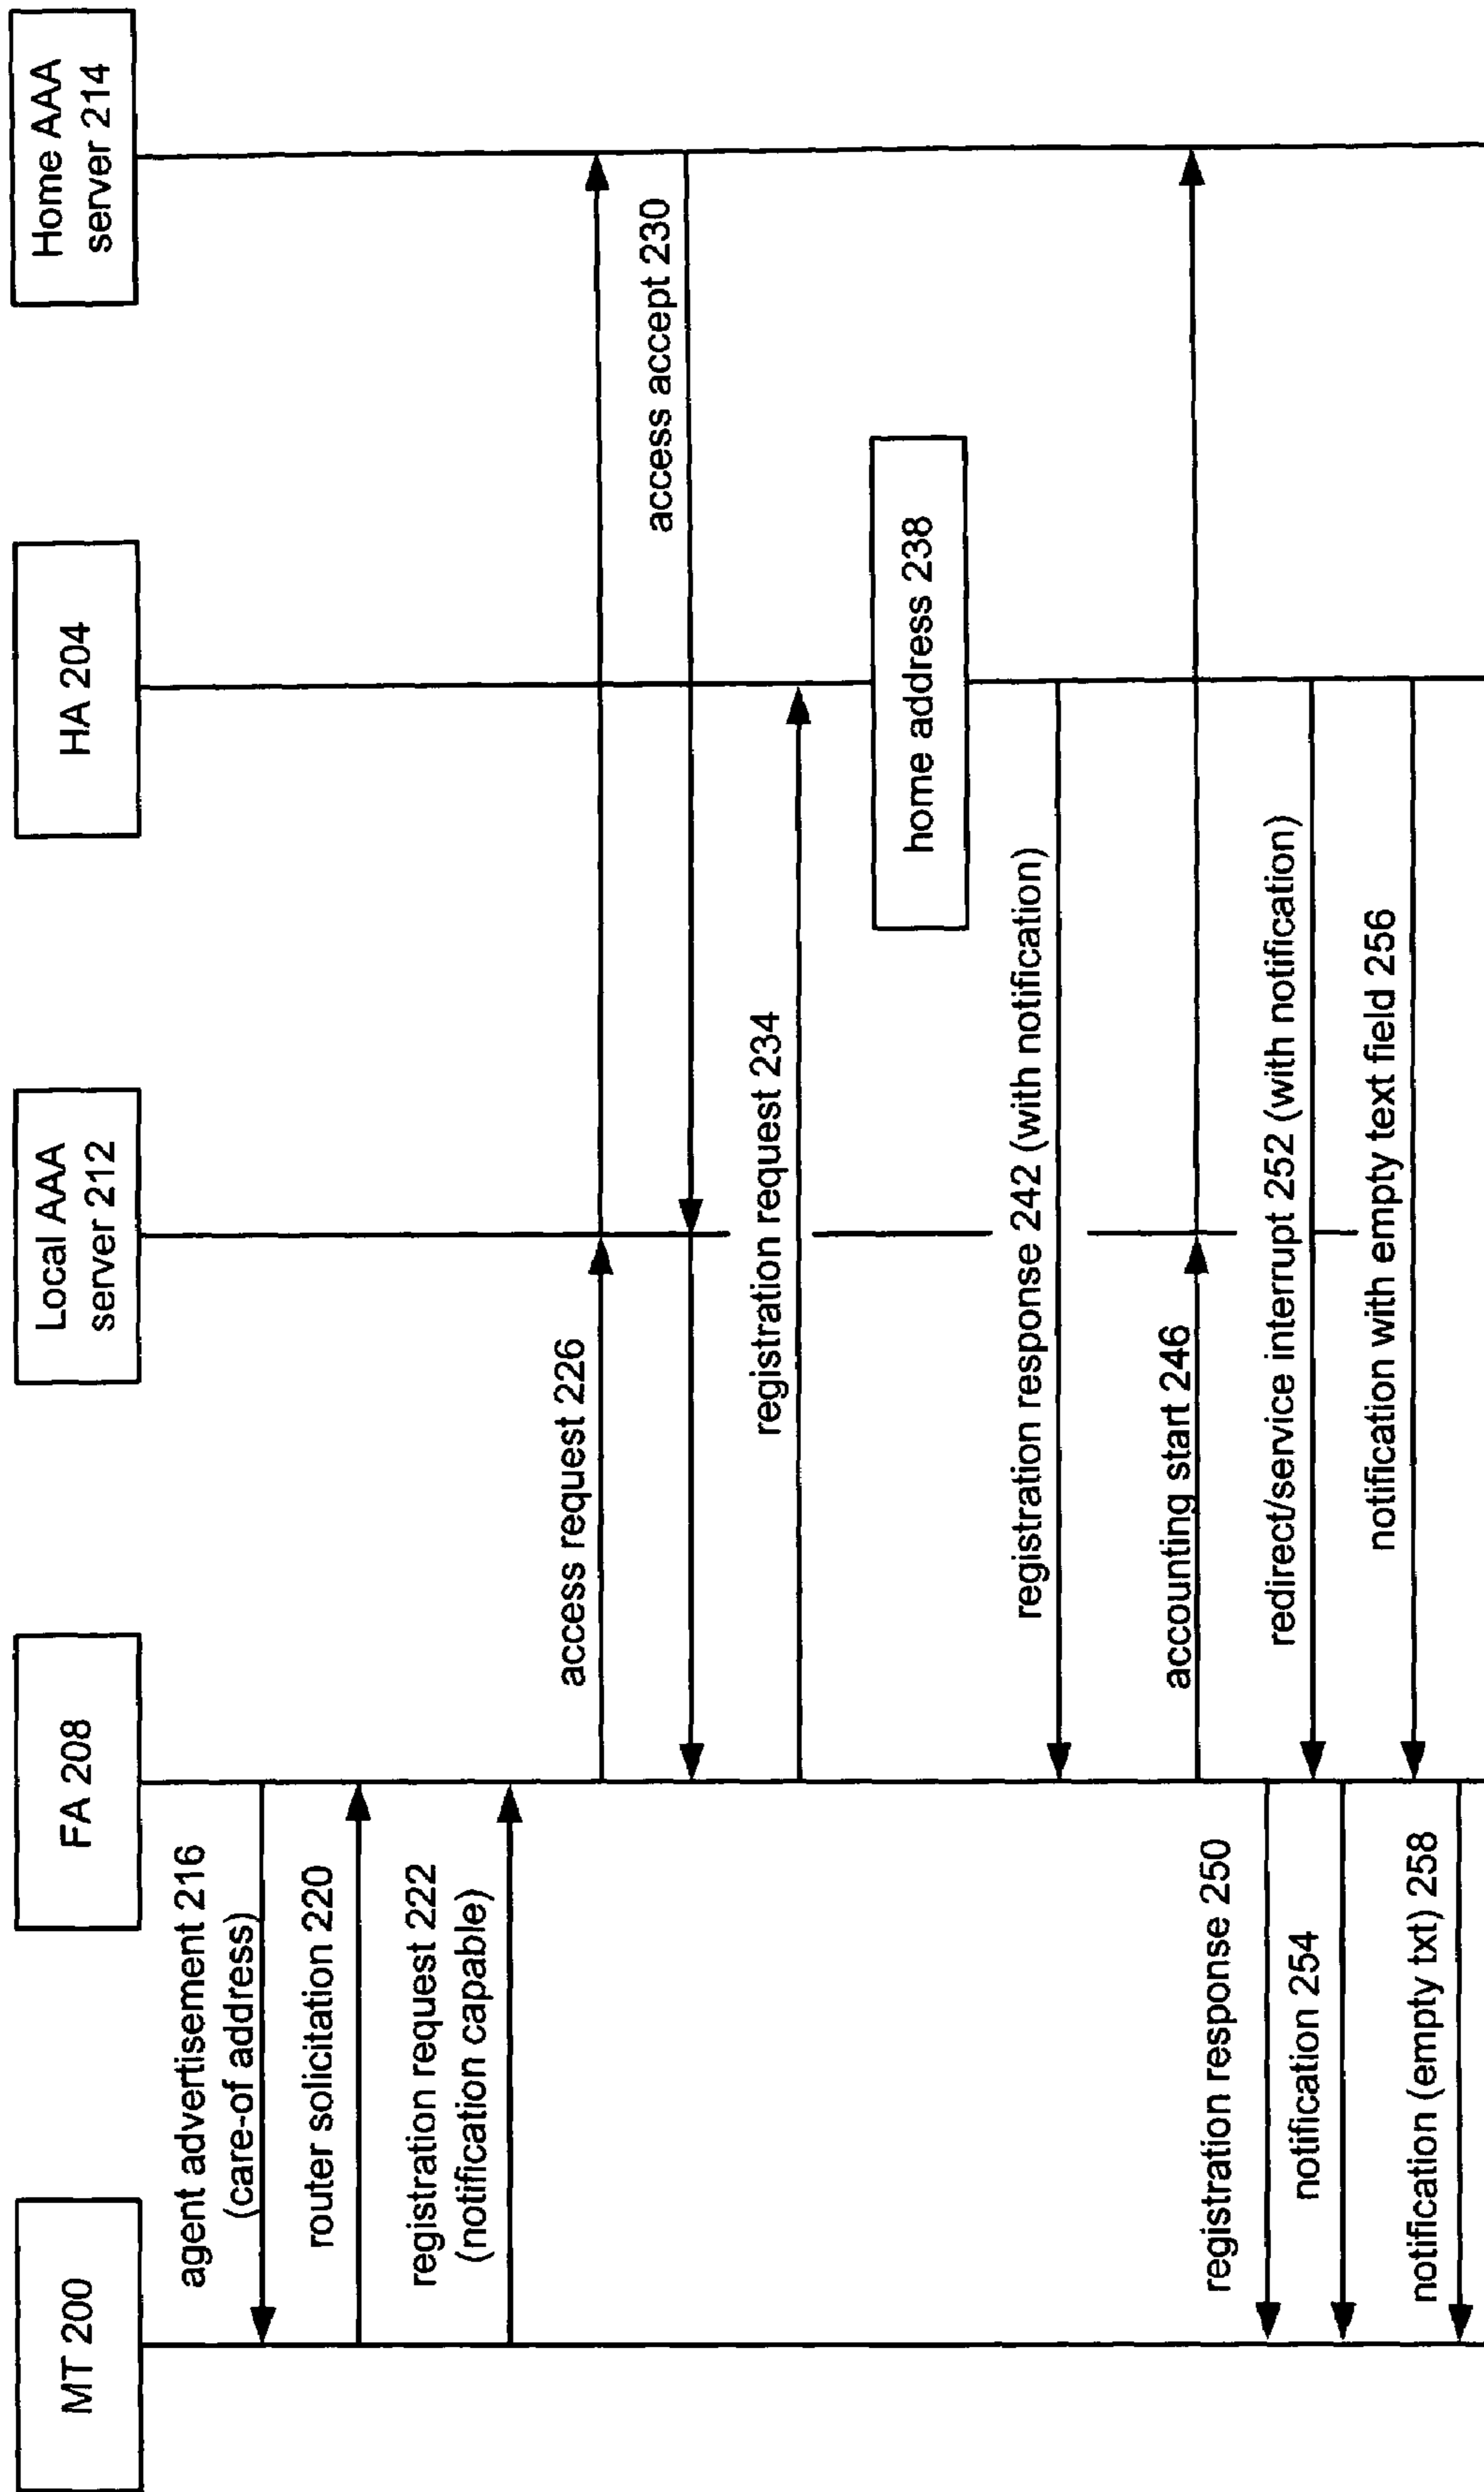 MT 200
FA 208
Local AAA
server 212
HA 204
Home AAA
server 214
agent advertisement 216
(care-of address)
router solicitation 220
registration request 222
(notification capable)
access request 226
access accept 230
registration request 234
home address 238
registration response 242 (with notification)
accounting start 246
registration response 250
redirect/service interrupt 252 (with notification)
notification 254
notification with empty text field 256
notification (empty txt) 258